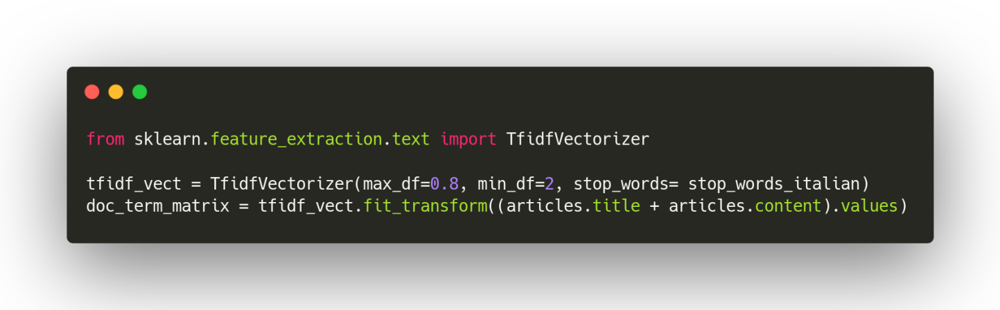 from sklearn.feature_extraction.text import TfidfVectorizer
tfidf_vect = TfidfVectorizer(max_df=0.8, min_df=2, stop_words= stop_words_italian)
doc_term_matrix = tfidf_vect.fit_transform((articles.title + articles.content).values)